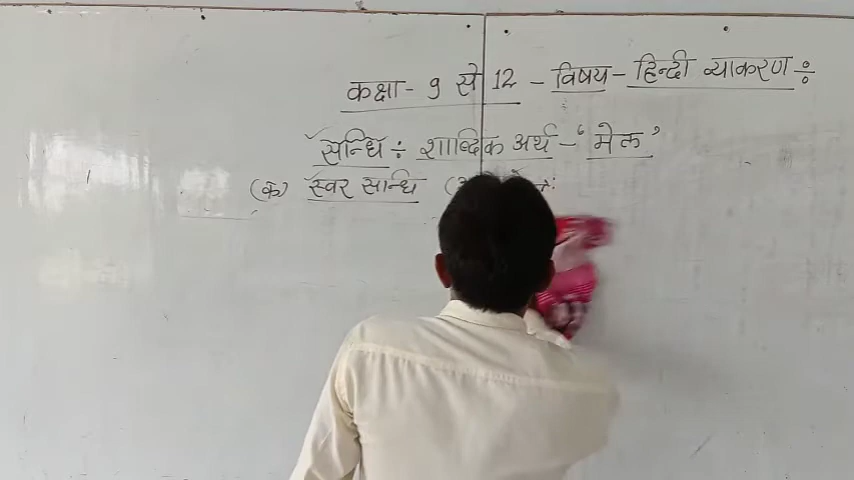 कक्षा - 9 से 12 - विषय - हिन्दी व्याकरण ÷
सन्धि ÷ शाब्दिक अर्थ - ' मेल '
(क) स्वर सन्धि